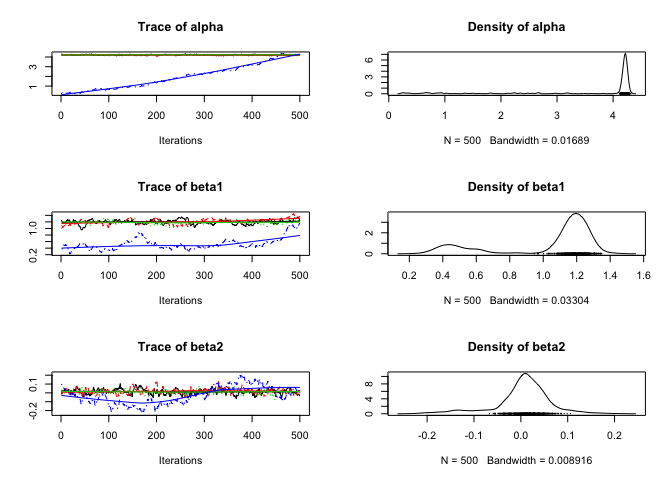 Trace of alpha
1 3
0 100 200 300 400 500
Iterations
Density of alpha
0 3 6
0 1 2 3 4
N = 500 Bandwidth = 0.01689
Trace of beta1
0.2 1.0
0 100 200 300 400 500
Iterations
Density of beta1
0 2
0.2 0.4 0.6 0.8 1.0 1.2 1.4 1.6
N = 500 Bandwidth = 0.03304
Trace of beta2
-0.2 0.1
0 100 200 300 400 500
Iterations
Density of beta2
0 4 8
-0.2 -0.1 0.0 0.1 0.2
N = 500 Bandwidth = 0.008916